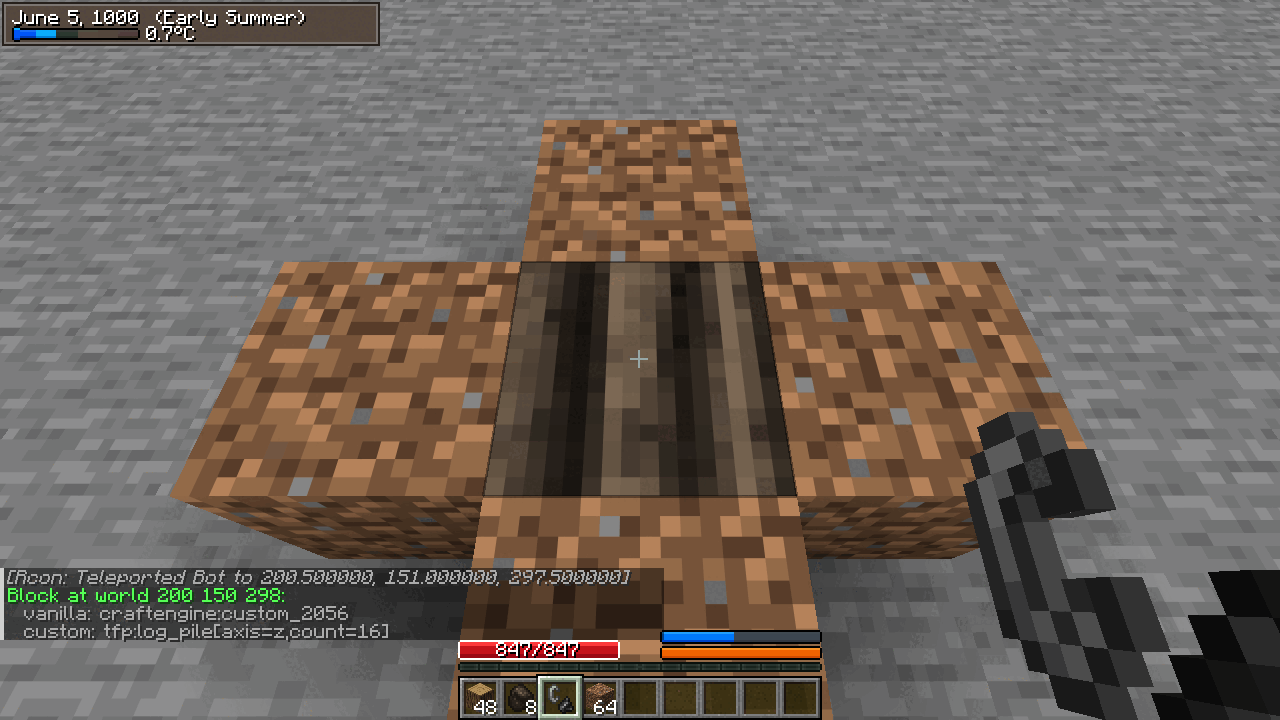 June 5, 1000 (Early Summer)
0.7ºC
[Rcon: Teleported Bot to 200.500000, 151.000000, 297.500000]
Block at world 200 150 298:
vanilla: craftengine:custom_2056
custom: tfp:log_pile[axis=z,count=16]
847/847
48 8 64